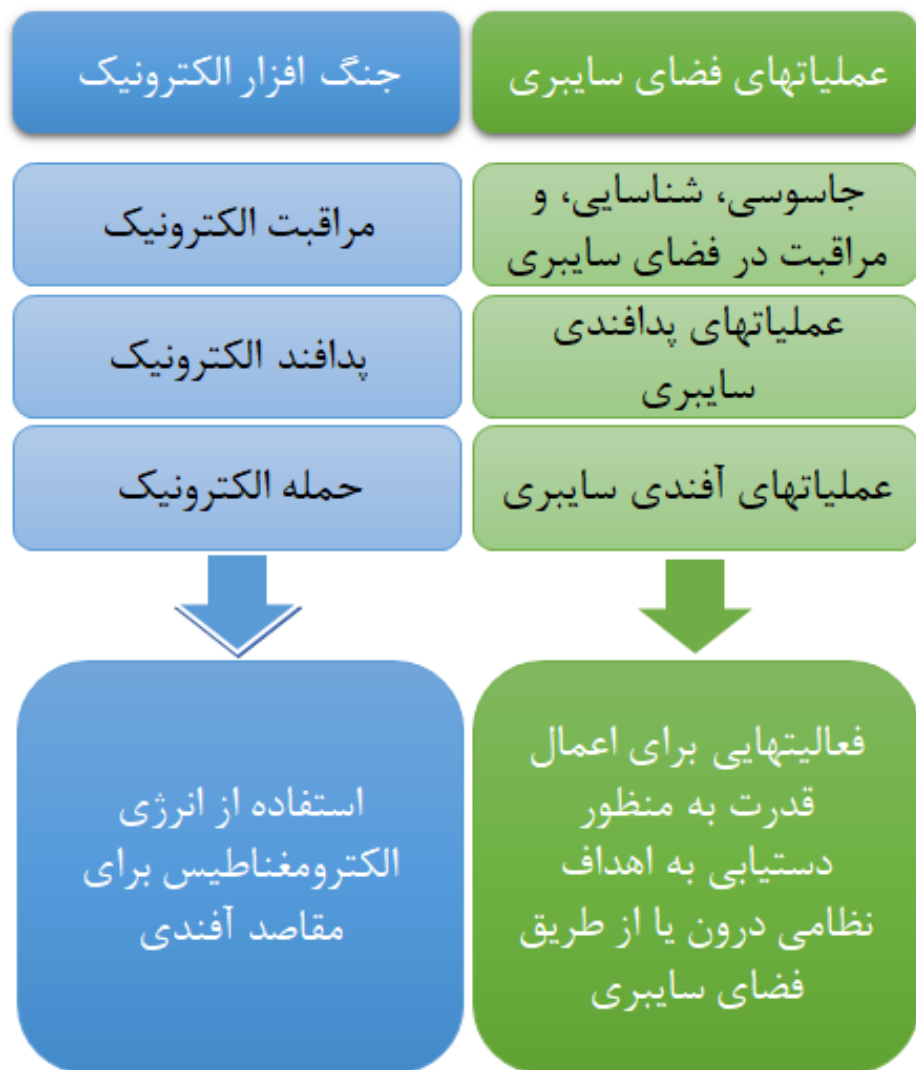 عملیاتهای فضای سایبری
جنگ افزار الکترونیک
جاسوسی، شناسایی، و
مراقبت در فضای سایبری
مراقبت الکترونیک
عملیاتهای پدافندی
سایبری
پدافند الکترونیک
عملیاتهای آفندی سایبری
حمله الکترونیک
فعالیتهایی برای اعمال
قدرت به منظور
دستیابی به اهداف
نظامی درون یا از طریق
فضای سایبری
استفاده از انرژی
الکترومغناطیس برای
مقاصد آفندی